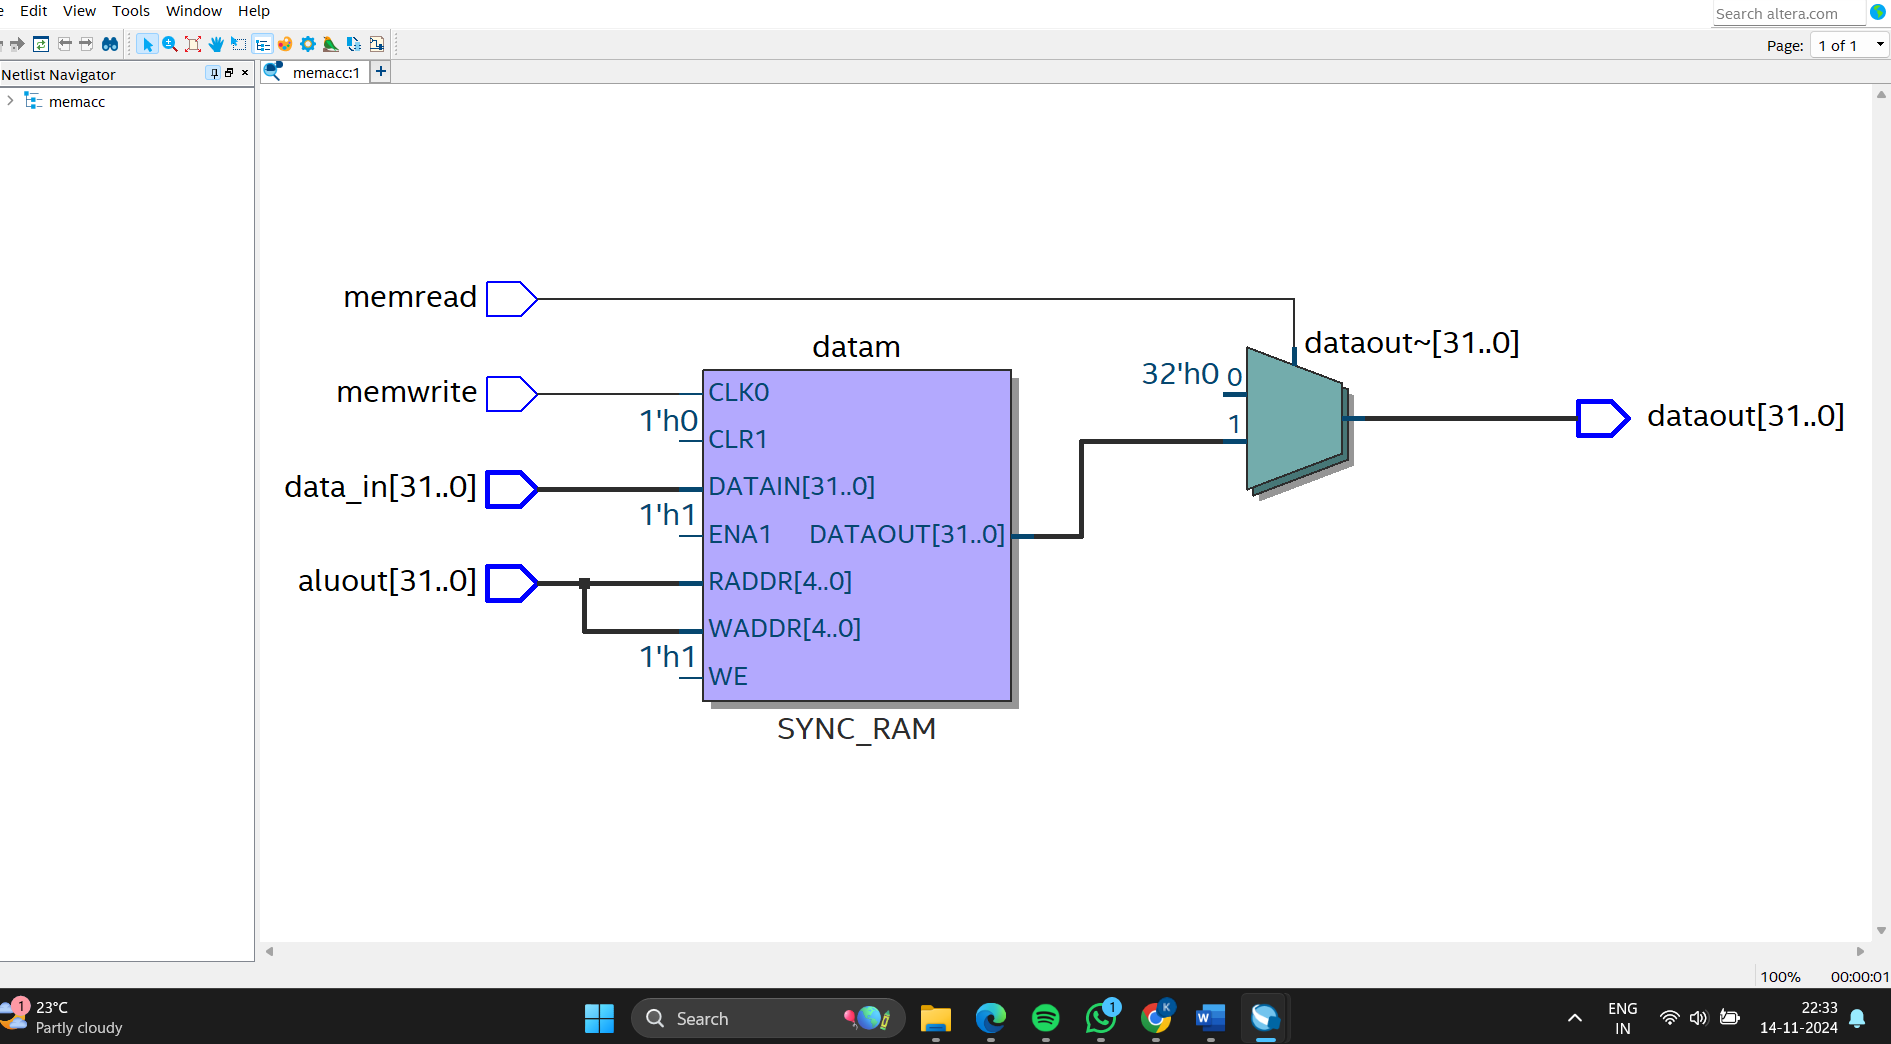 e Edit View Tools Window Help
Search altera.com
Page: 1 of 1
Netlist Navigator
memacc:1
memacc
memread
datam
dataout~[31..0]
32'h0 0
memwrite
CLK0
1'h0
CLR1
1
dataout[31..0]
data_in[31..0]
DATAIN[31..0]
1'h1
ENA1 DATAOUT[31..0]
aluout[31..0]
RADDR[4..0]
WADDR[4..0]
1'h1
WE
SYNC_RAM
100% 00:00:01
1
23°C
Partly cloudy
Search
1
K
W
ENG
IN
22:33
14-11-2024